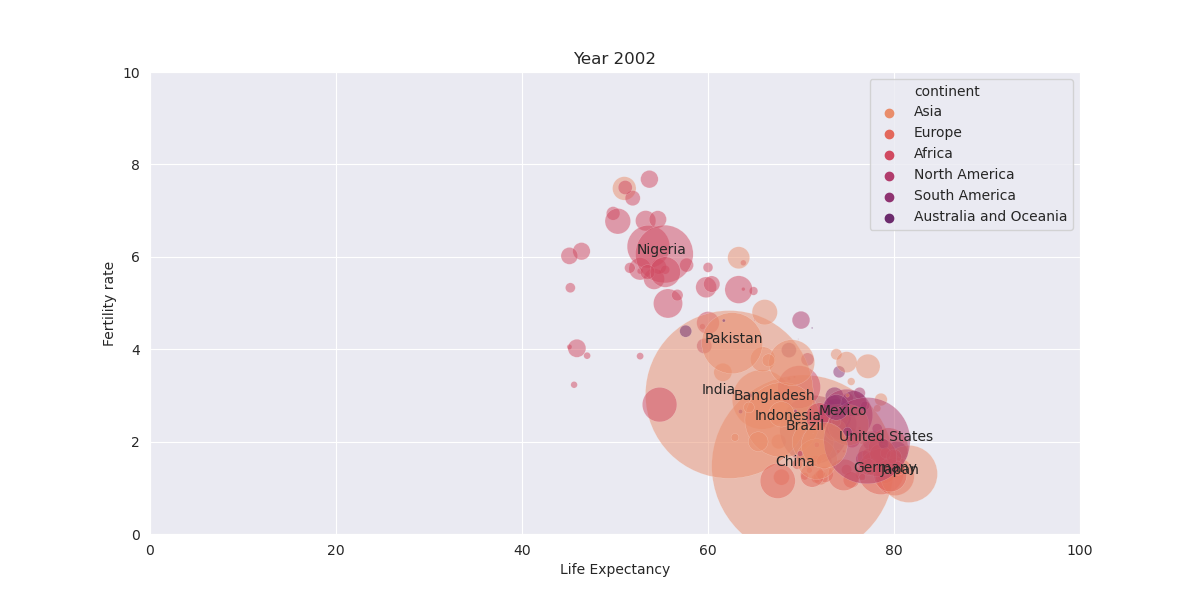 Year 2002
continent
Asia
Europe
Africa
North America
South America
Australia and Oceania
10
8
6
4
2
0
Fertility rate
Nigeria
Pakistan
India
Bangladesh
Indonesia
Mexico
Brazil
United States
China
Germany
Japan
0 20 40 60 80 100
Life Expectancy